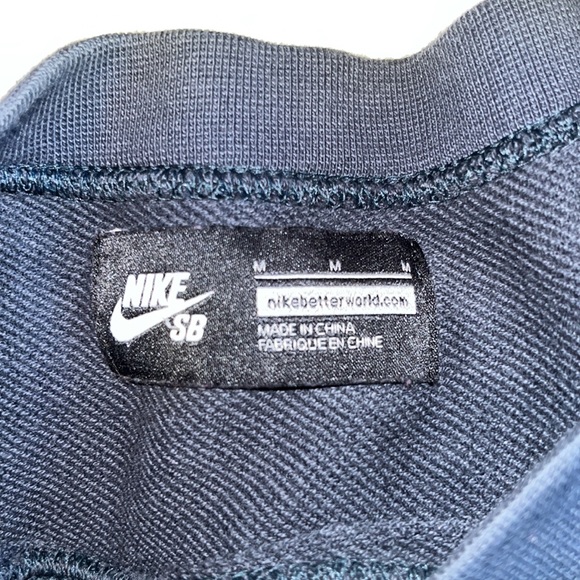 NIKE
SB
M M M
nikebetterworld.com
MADE IN CHINA
FABRIQUE EN CHINE